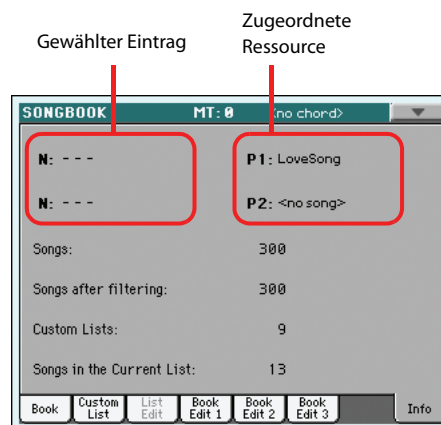 Gewählter Eintrag
Zugeordnete
Ressource
SONGBOOK MT:0 <no chord>
N: --- P1: LoveSong
N: --- P2: <no song>
Songs: 300
Songs after filtering: 300
Custom Lists: 9
Songs in the Current List: 13
Book Custom List List Edit Book Edit 1 Book Edit 2 Book Edit 3 Info